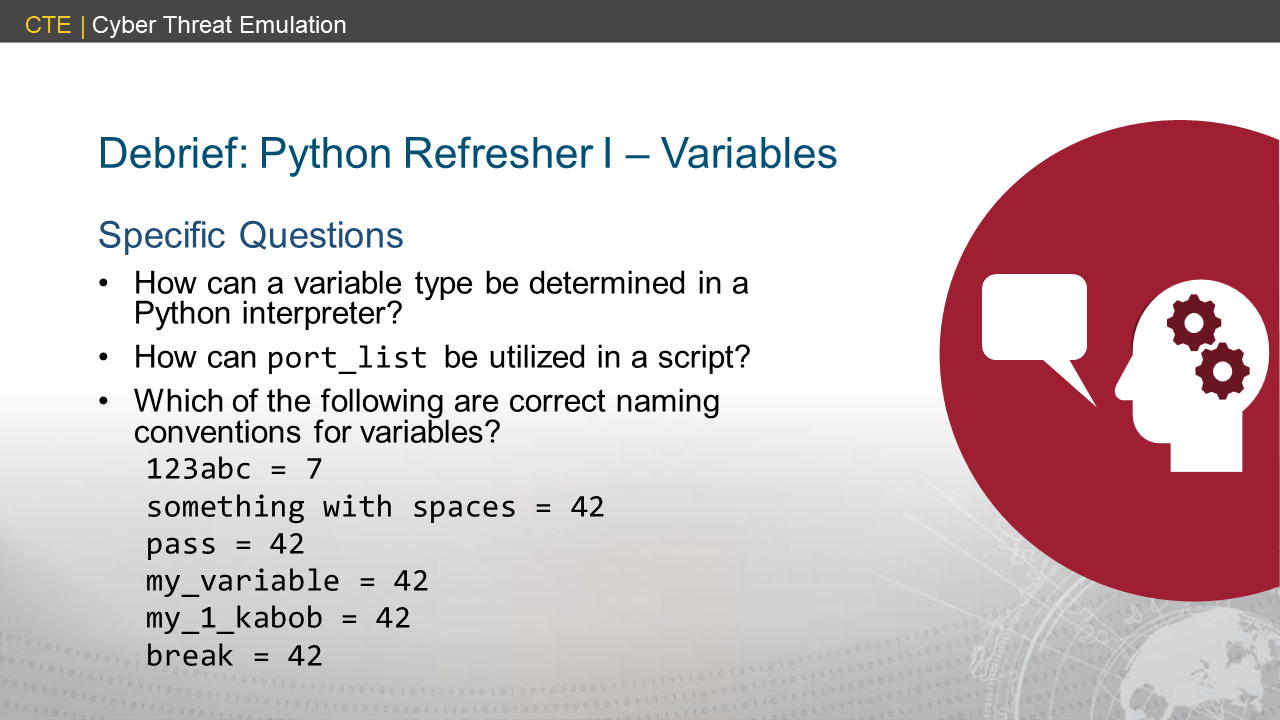 CTE | Cyber Threat Emulation
Debrief: Python Refresher I – Variables
Specific Questions
• How can a variable type be determined in a
Python interpreter?
• How can port_list be utilized in a script?
• Which of the following are correct naming
conventions for variables?
123abc = 7
something with spaces = 42
pass = 42
my_variable = 42
my_1_kabob = 42
break = 42